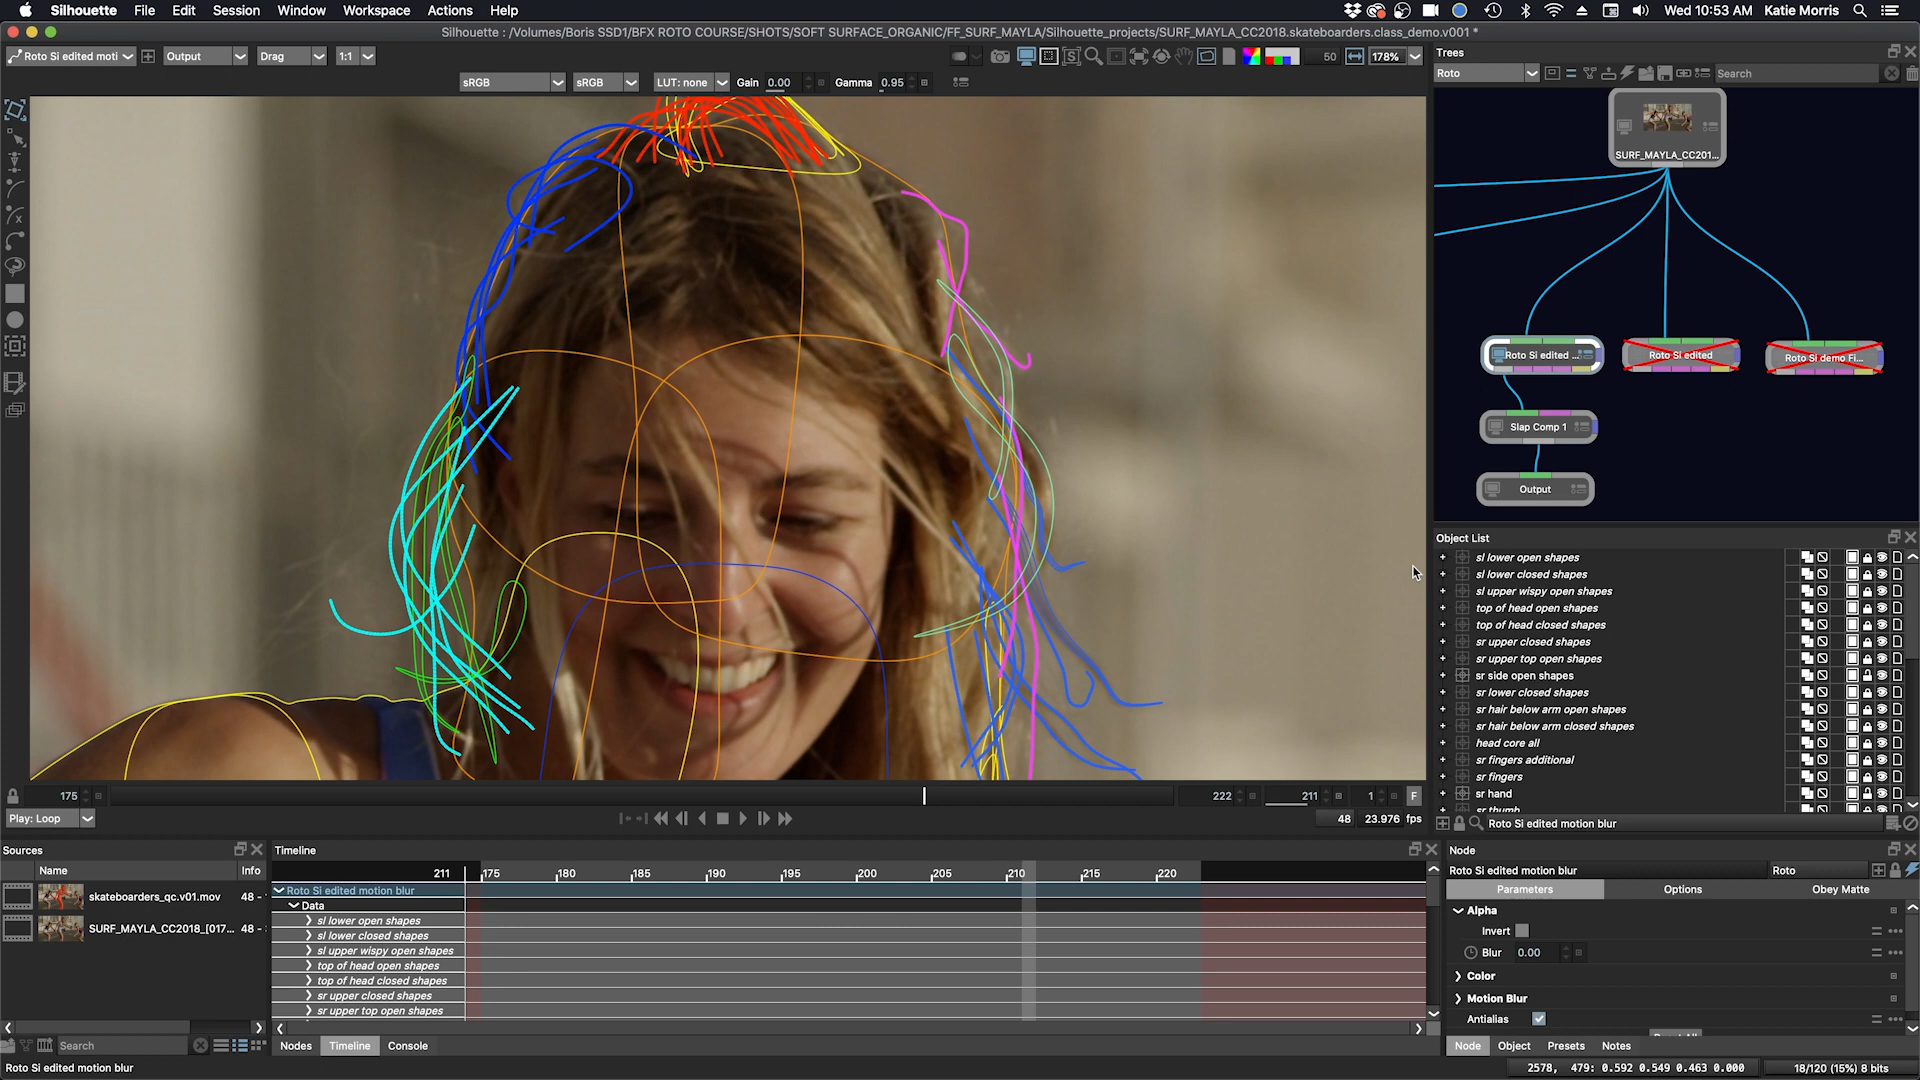 Silhouette File Edit Session Window Workspace Actions Help
Wed 10:53 AM Katie Morris
Silhouette : /Volumes/Boris SSD1/BFX ROTO COURSE/SHOTS/SOFT SURFACE_ORGANIC/FF_SURF_MAYLA/Silhouette_projects/SURF_MAYLA_CC2018.skateboarders.class_demo.v001 *
Roto Si edited moti Output Drag 1:1
50 178%
sRGB sRGB LUT: none Gain 0.00 Gamma 0.95
Trees
Roto Search
SURF_MAYLA_CC201...
Roto Si edited ...
Roto Si edited
Roto Si demo Fi...
Slap Comp 1
Output
Object List
sl lower open shapes
sl lower closed shapes
sl upper wispy open shapes
top of head open shapes
top of head closed shapes
sr upper closed shapes
sr upper top open shapes
sr side open shapes
sr lower closed shapes
sr hair below arm open shapes
sr hair below arm closed shapes
head core all
sr fingers additional
sr fingers
sr hand
sr thumb
Roto Si edited motion blur
175 222 211 1 F
Play: Loop
48 23.976 fps
Sources
Name Info
skateboarders_qc.v01.mov 48 -
SURF_MAYLA_CC2018_[017... 48 -
Search
Timeline
211 175 180 185 190 195 200 205 210 215 220
Roto Si edited motion blur
Data
sl lower open shapes
sl lower closed shapes
sl upper wispy open shapes
top of head open shapes
top of head closed shapes
sr upper closed shapes
sr upper top open shapes
Nodes Timeline Console
Node
Roto Si edited motion blur Roto
Parameters Options Obey Matte
Alpha
Invert
Blur 0.00
Color
Motion Blur
Antialias
Reset All
Node Object Presets Notes
Roto Si edited motion blur
2578, 479: 0.592 0.549 0.463 0.000
18/120 (15%) 8 bits